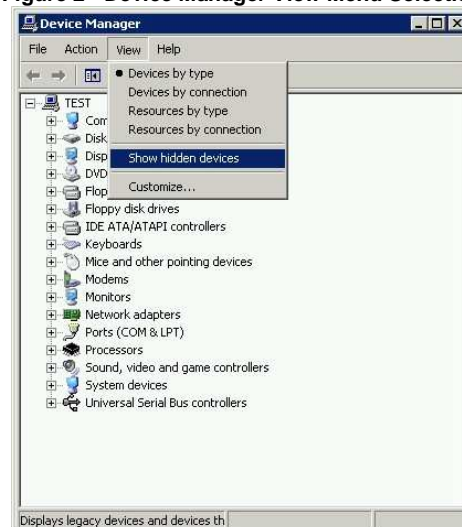 Figure 2 - Device Manager View Menu Selecti
Device Manager
File Action View Help
Devices by type
Devices by connection
Resources by type
Resources by connection
Show hidden devices
Customize...
TEST
Com
Disk
Disp
DVD
Flop
Floppy disk drives
IDE ATA/ATAPI controllers
Keyboards
Mice and other pointing devices
Modems
Monitors
Network adapters
Ports (COM & LPT)
Processors
Sound, video and game controllers
System devices
Universal Serial Bus controllers
Displays legacy devices and devices th